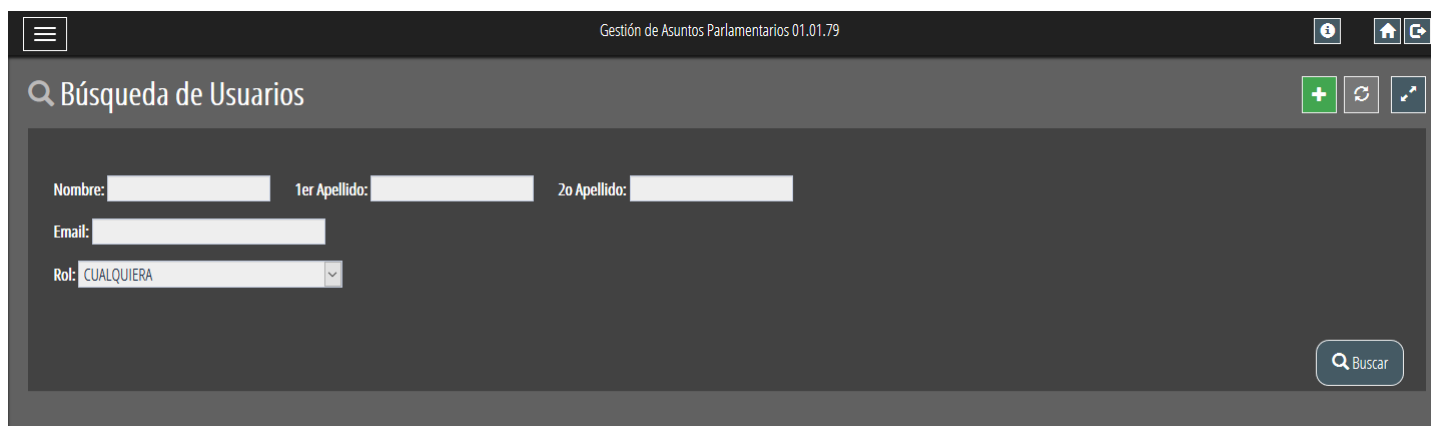 Gestión de Asuntos Parlamentarios 01.01.79
Búsqueda de Usuarios
Nombre: 1er Apellido: 2o Apellido:
Email:
Rol: CUALQUIERA
Buscar